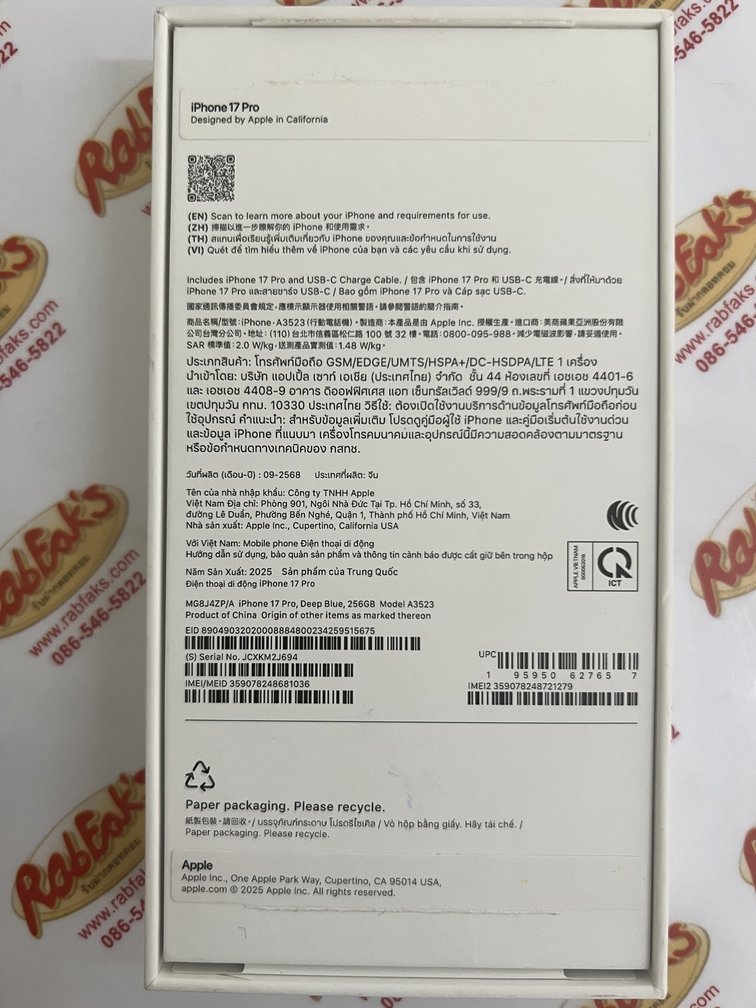 iPhone 17 Pro
Designed by Apple in California
(EN) Scan to learn more about your iPhone and requirements for use.
(ZH) 掃描以進一步瞭解你的 iPhone 和使用需求。
(TH) สแกนเพื่อเรียนรู้เพิ่มเติมเกี่ยวกับ iPhone ของคุณและข้อกำหนดในการใช้งาน
(VI) Quét để tìm hiểu thêm về iPhone của bạn và các yêu cầu khi sử dụng.
Includes iPhone 17 Pro and USB-C Charge Cable. / 包含 iPhone 17 Pro 和 USB-C 充電線。/ สิ่งที่ให้มาด้วย
iPhone 17 Pro และสายชาร์จ USB-C / Bao gồm iPhone 17 Pro và Cáp sạc USB-C.
國家通訊傳播委員會規定，應標示顯示器使用相關警語。請參閱警語的簡介指南。
商品名稱/型號：iPhone，A3523 (行動電話機)。製造商：本產品是由 Apple Inc. 授權生產。進口商：美商蘋果亞洲股份有限
公司台灣分公司。地址：(110) 台北市信義區松仁路 100 號 32 樓。電話：0800-095-988。減少電磁波影響，請妥適使用。
SAR 標準值：2.0 W/kg，送測產品實測值：1.48 W/kg。
ประเภทสินค้า: โทรศัพท์มือถือ GSM/EDGE/UMTS/HSPA+/DC-HSDPA/LTE 1 เครื่อง
นำเข้าโดย: บริษัท แอปเปิ้ล เซาท์ เอเชีย (ประเทศไทย) จำกัด ชั้น 44 ห้องเลขที่ เอชเอช 4401-6
และ เอชเอช 4408-9 อาคาร ดิออฟฟิศเศส แอท เซ็นทรัลเวิลด์ 999/9 ถ.พระรามที่ 1 แขวงปทุมวัน
เขตปทุมวัน กทม. 10330 ประเทศไทย วิธีใช้: ต้องเปิดใช้งานบริการด้านข้อมูลโทรศัพท์มือถือก่อน
ใช้อุปกรณ์ คำแนะนำ: สำหรับข้อมูลเพิ่มเติม โปรดดูคู่มือผู้ใช้ iPhone และคู่มือเริ่มต้นใช้งานด่วน
และข้อมูล iPhone ที่แนบมา เครื่องโทรคมนาคมและอุปกรณ์นี้มีความสอดคล้องตามมาตรฐาน
หรือข้อกำหนดทางเทคนิคของ กสทช.
วันที่ผลิต (เดือน-ปี) : 09-2568 ประเทศที่ผลิต: จีน
Tên của nhà nhập khẩu: Công ty TNHH Apple
Việt Nam Địa chỉ: Phòng 901, Ngôi Nhà Đức Tại Tp. Hồ Chí Minh, số 33,
đường Lê Duẩn, Phường Bến Nghé, Quận 1, Thành phố Hồ Chí Minh, Việt Nam
Nhà sản xuất: Apple Inc., Cupertino, California USA
Với Việt Nam: Mobile phone Điện thoại di động
Hướng dẫn sử dụng, bảo quản sản phẩm và thông tin cảnh báo được cất giữ bên trong hộp
Năm Sản Xuất: 2025 Sản phẩm của Trung Quốc
Điện thoại di động iPhone 17 Pro
APPLE VIETNAM
ICT
MG8J4ZP/A iPhone 17 Pro, Deep Blue, 256GB Model A3523
Product of China Origin of other items as marked thereon
EID 89049032020008884800234259515675
(S) Serial No. JCXKM2J694
UPC
1 95950 62765 7
IMEI/MEID 359078248681036
IMEI2 359078248721279
Paper packaging. Please recycle.
紙製包裝，請回收。/ บรรจุภัณฑ์กระดาษ โปรดรีไซเคิล / Vỏ hộp bằng giấy. Hãy tái chế. /
Paper packaging. Please recycle.
Apple
Apple Inc., One Apple Park Way, Cupertino, CA 95014 USA,
apple.com © 2025 Apple Inc. All rights reserved.
RabFak's
รับฝากดอทคอม
www.rabfaks.com
086-546-5822